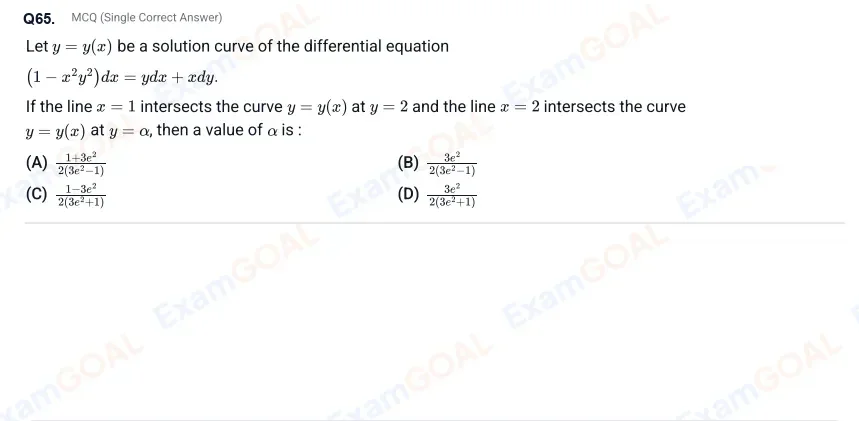 Q65. MCQ (Single Correct Answer)
Let y = y(x) be a solution curve of the differential equation
(1 − x²y²)dx = ydx + xdy.
If the line x = 1 intersects the curve y = y(x) at y = 2 and the line x = 2 intersects the curve
y = y(x) at y = α, then a value of α is :
(A) (1+3e²)/(2(3e²−1)) (B) (3e²)/(2(3e²−1))
(C) (1−3e²)/(2(3e²+1)) (D) (3e²)/(2(3e²+1))
ExamGOAL